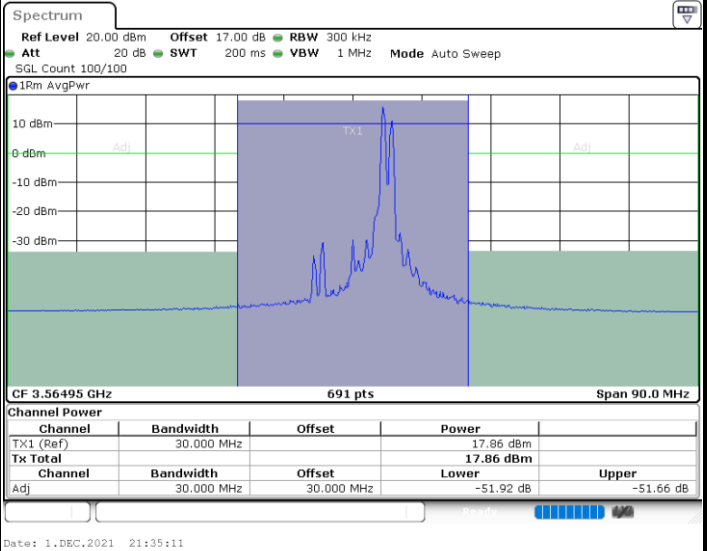 Spectrum
Ref Level 20.00 dBm Offset 17.00 dB RBW 300 kHz
Att 20 dB SWT 200 ms VBW 1 MHz Mode Auto Sweep
SGL Count 100/100
1Rm AvgPwr
10 dBm
TX1
Adj
Adj
0 dBm
-10 dBm
-20 dBm
-30 dBm
CF 3.56495 GHz 691 pts Span 90.0 MHz
Channel Power
Channel Bandwidth Offset Power
TX1 (Ref) 30.000 MHz 17.86 dBm
Tx Total 17.86 dBm
Channel Bandwidth Offset Lower Upper
Adj 30.000 MHz 30.000 MHz -51.92 dB -51.66 dB
Ready
Date: 1.DEC.2021 21:35:11